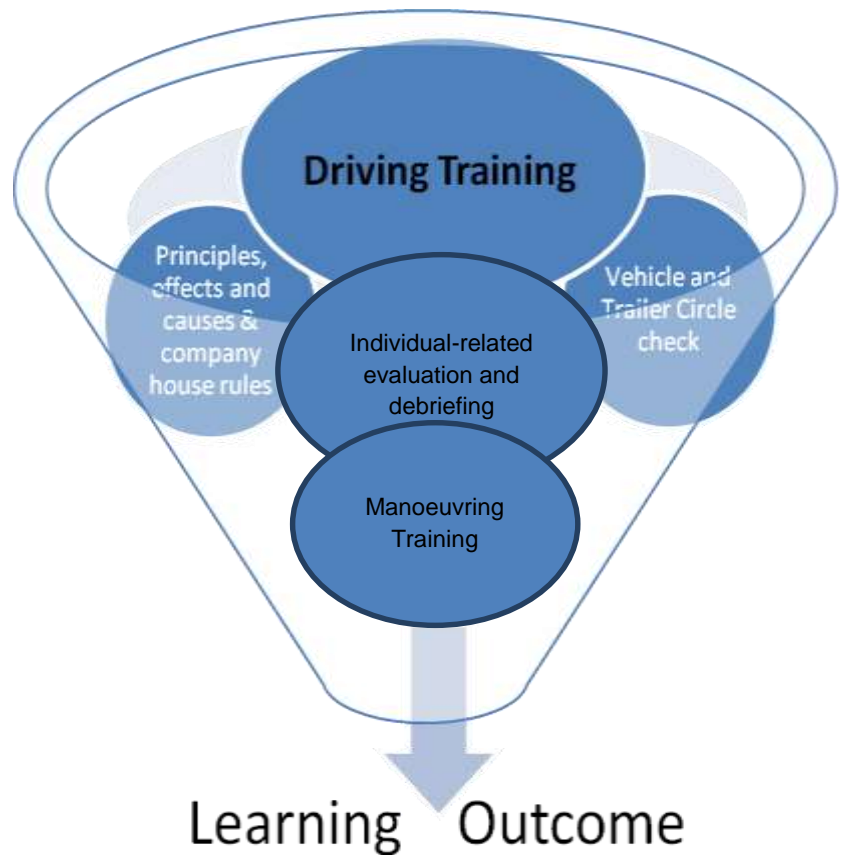 Driving Training
Principles,
effects and
causes &
company
house rules
Vehicle and
Trailer Circle
check
Individual-related
evaluation and
debriefing
Manoeuvring
Training
Learning Outcome